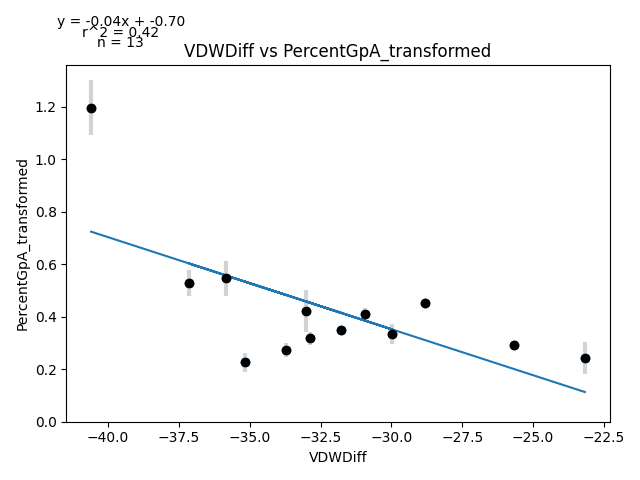 y = -0.04x + -0.70
r^2 = 0.42
n = 13
VDWDiff vs PercentGpA_transformed
1.2
1.0
0.8
0.6
0.4
0.2
0.0
PercentGpA_transformed
−40.0 −37.5 −35.0 −32.5 −30.0 −27.5 −25.0 −22.5
VDWDiff